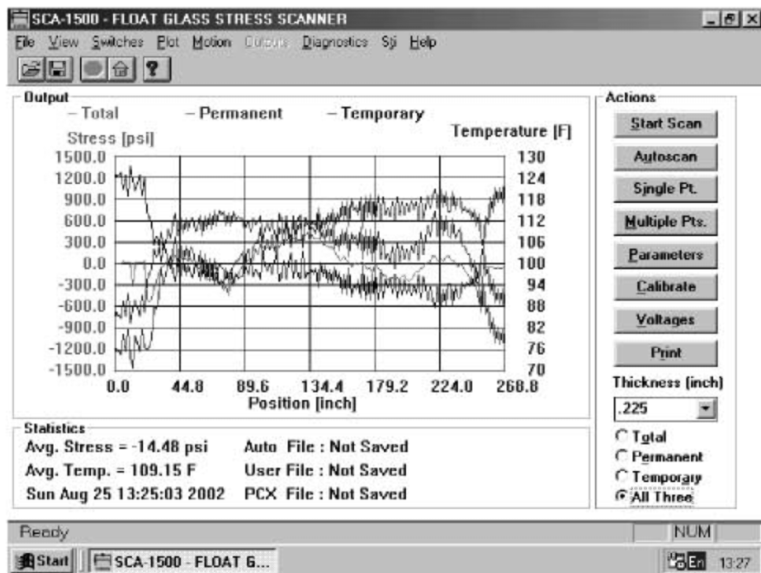 SCA-1500 - FLOAT GLASS STRESS SCANNER
File View Switches Plot Motion Outputs Diagnostics Sti Help
Output
– Total – Permanent – Temporary
Stress [psi] Temperature [F]
1500.0 130
1200.0 124
900.0 118
600.0 112
300.0 106
0.0 100
-300.0 94
-600.0 88
-900.0 82
-1200.0 76
-1500.0 70
0.0 44.8 89.6 134.4 179.2 224.0 268.8
Position [inch]
Statistics
Avg. Stress = -14.48 psi Auto File : Not Saved
Avg. Temp. = 109.15 F User File : Not Saved
Sun Aug 25 13:25:03 2002 PCX File : Not Saved
Actions
Start Scan
Autoscan
Single Pt.
Multiple Pts.
Parameters
Calibrate
Voltages
Print
Thickness (inch)
.225
Total
Permanent
Temporary
All Three
Ready NUM
Start SCA-1500 - FLOAT G... En 13:27